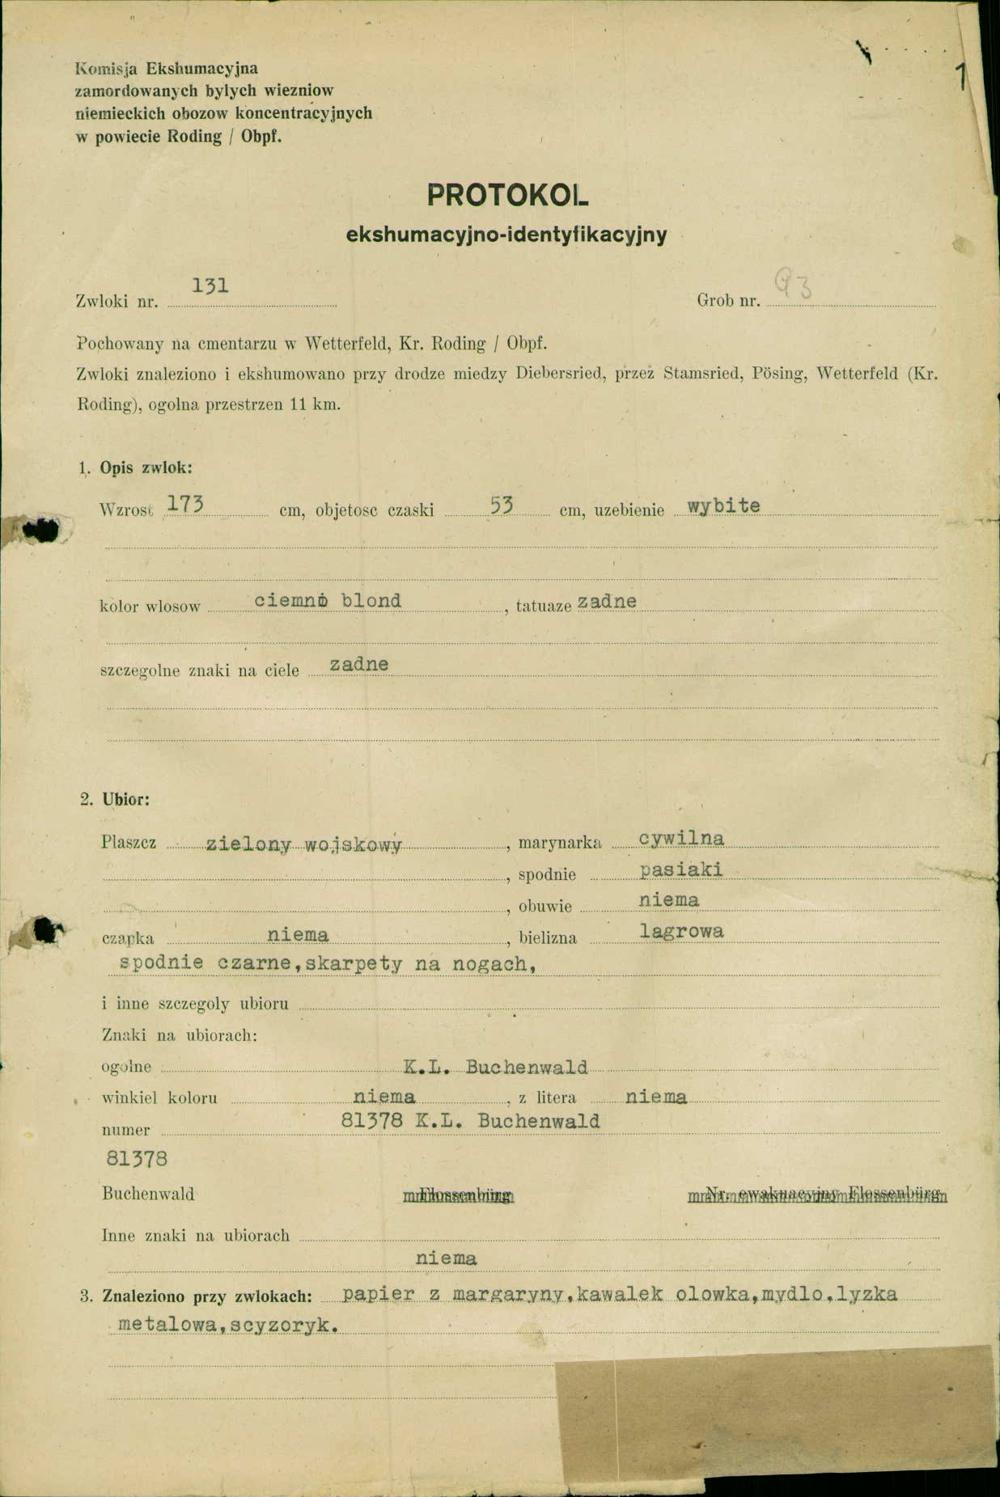 1
Komisja Ekshumacyjna
zamordowanych bylych wiezniow
niemieckich obozow koncentracyjnych
w powiecie Roding / Obpf.
PROTOKOL
ekshumacyjno-identyfikacyjny
Zwloki nr. 131 Grob nr. 93
Pochowany na cmentarzu w Wetterfeld, Kr. Roding / Obpf.
Zwloki znaleziono i ekshumowano przy drodze miedzy Diebersried, przez Stamsried, Pösing, Wetterfeld (Kr.
Roding), ogolna przestrzen 11 km.
1. Opis zwlok:
Wzrost 173 cm, objetosc czaski 53 cm, uzebienie wybite
kolor wlosow ciemno blond , tatuaze zadne
szczegolne znaki na ciele zadne
2. Ubior:
Plaszcz zielony wojskowy , marynarka cywilna
, spodnie pasiaki
, obuwie niema
czapka niema , bielizna lagrowa
spodnie czarne,skarpety na nogach,
i inne szczegoly ubioru
Znaki na ubiorach:
ogolne K.L. Buchenwald
winkiel koloru niema , z litera niema
numer 81378 K.L. Buchenwald
81378
Buchenwald Flossenbürg Nr. ewakuacyjny Flossenbürg
Inne znaki na ubiorach
niema
3. Znaleziono przy zwlokach: papier z margaryny,kawalek olowka,mydlo,lyzka
metalowa,scyzoryk.